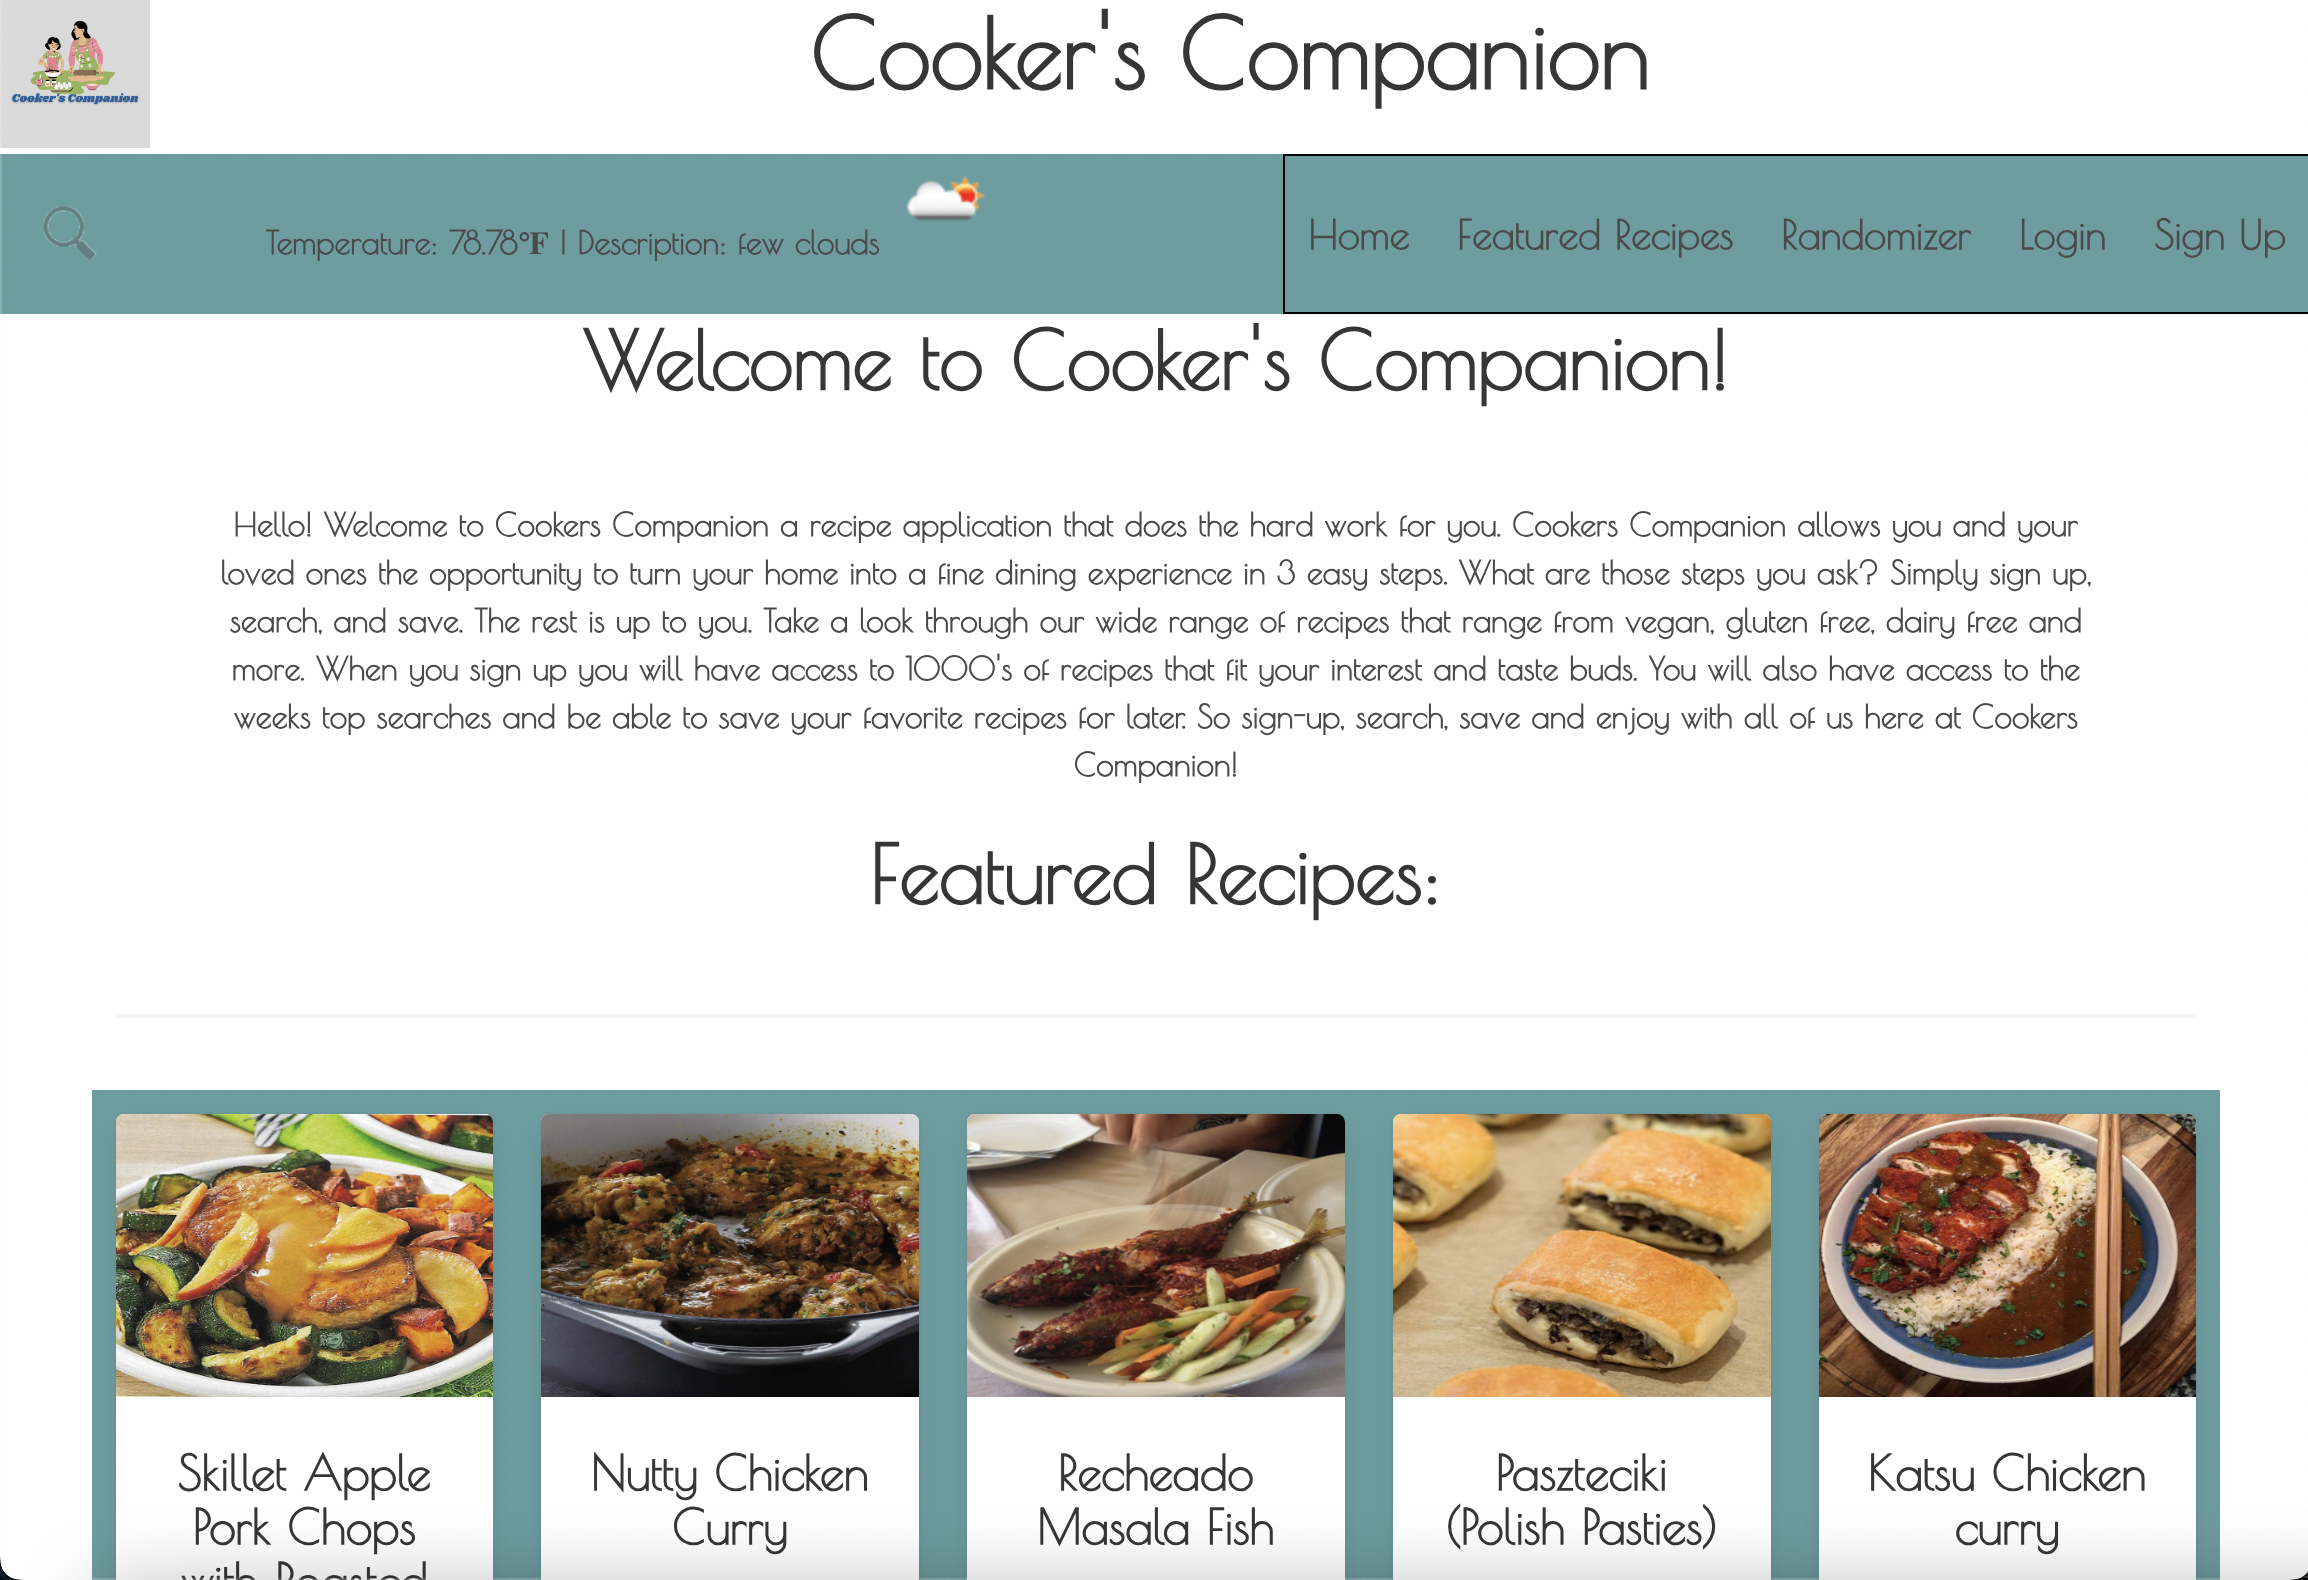 Cooker's Companion
Cooker's Companion
Temperature: 78.78°F | Description: few clouds
Home Featured Recipes Randomizer Login Sign Up
Welcome to Cooker's Companion!
Hello! Welcome to Cookers Companion a recipe application that does the hard work for you. Cookers Companion allows you and your
loved ones the opportunity to turn your home into a fine dining experience in 3 easy steps. What are those steps you ask? Simply sign up,
search, and save. The rest is up to you. Take a look through our wide range of recipes that range from vegan, gluten free, dairy free and
more. When you sign up you will have access to 1000's of recipes that fit your interest and taste buds. You will also have access to the
weeks top searches and be able to save your favorite recipes for later. So sign-up, search, save and enjoy with all of us here at Cookers
Companion!
Featured Recipes:
Skillet Apple
Pork Chops
with Roasted
Nutty Chicken
Curry
Recheado
Masala Fish
Paszteciki
(Polish Pasties)
Katsu Chicken
curry